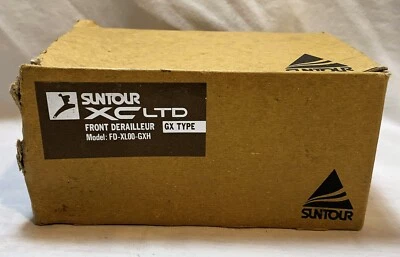 SUNTOUR
XC LTD
FRONT DERAILLEUR GX TYPE
Model: FD-XL00-GXH
SUNTOUR